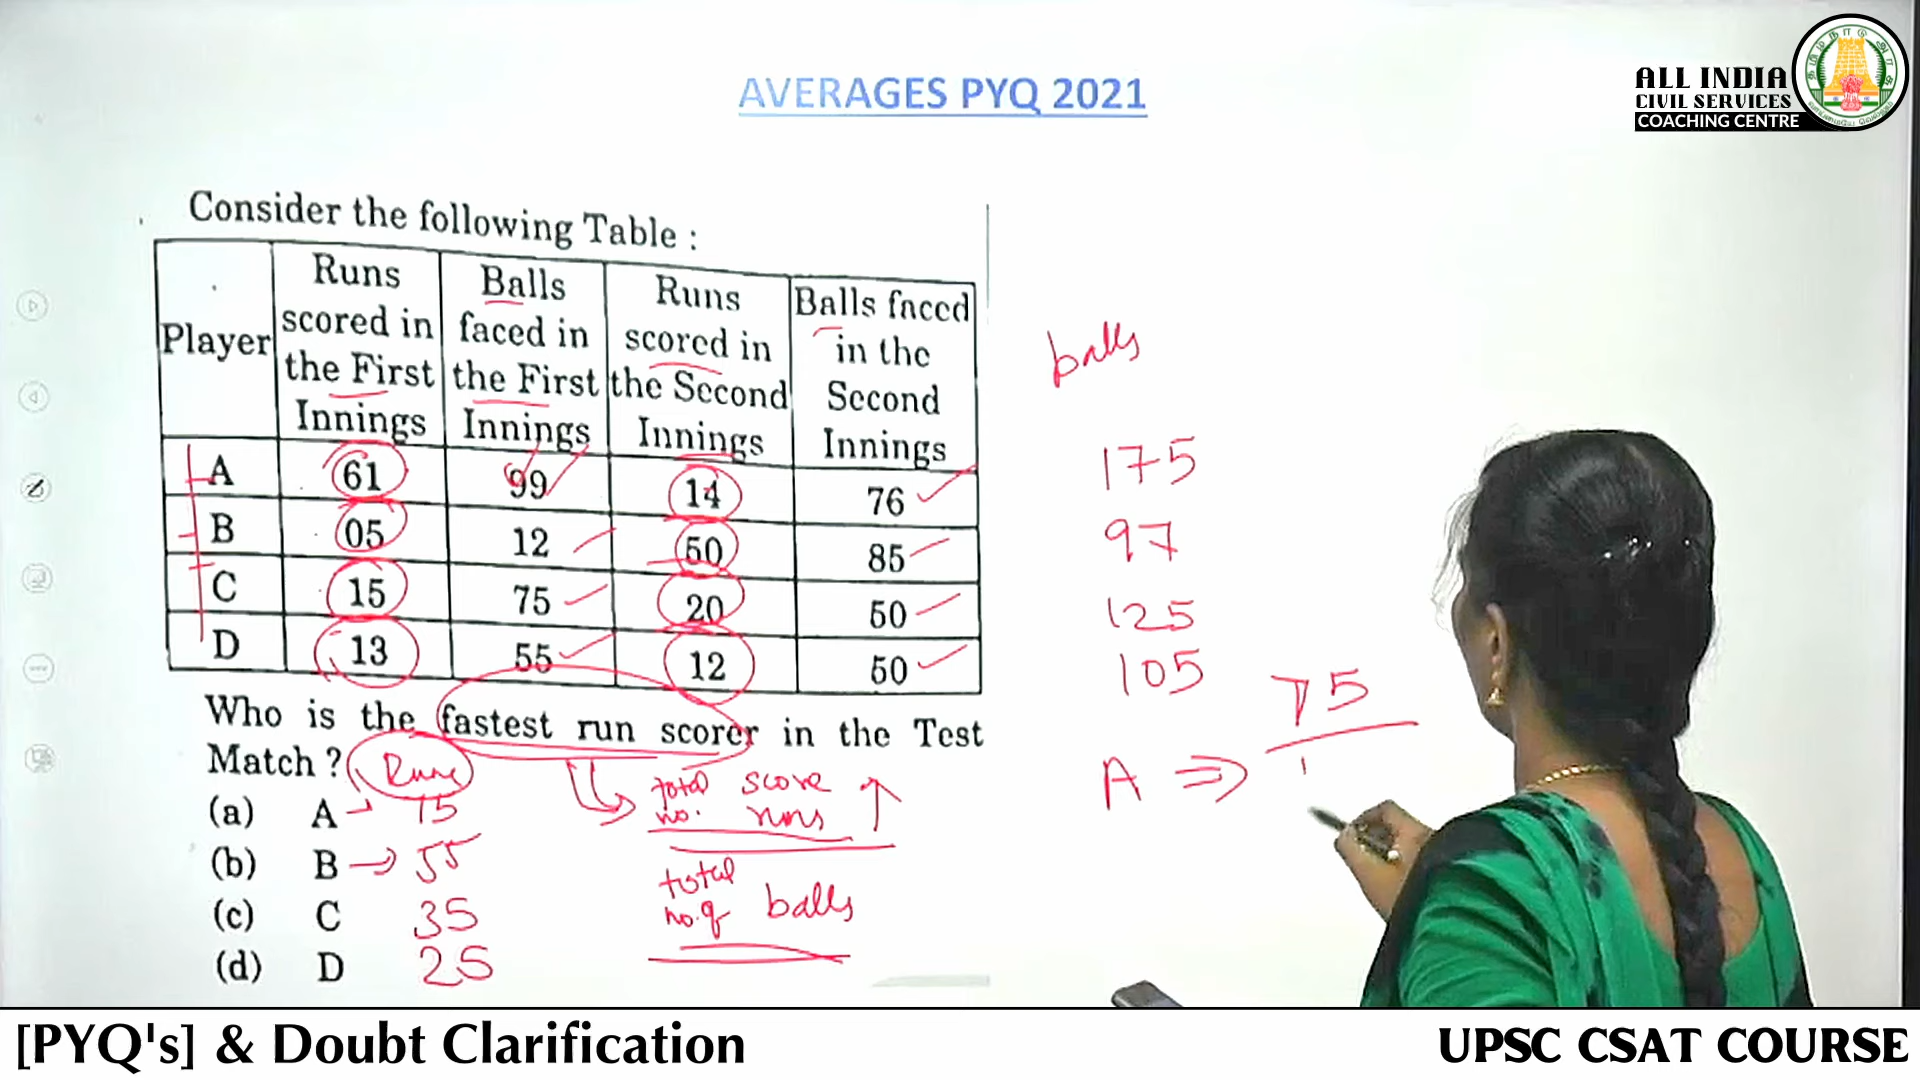 AVERAGES PYQ 2021
ALL INDIA
CIVIL SERVICES
COACHING CENTRE
Consider the following Table :
Player | Runs scored in the First Innings | Balls faced in the First Innings | Runs scored in the Second Innings | Balls faced in the Second Innings
A | 61 | 99 | 14 | 76
B | 05 | 12 | 50 | 85
C | 15 | 75 | 20 | 50
D | 13 | 55 | 12 | 50
Who is the fastest run scorer in the Test
Match ?
Runs
(a) A → 75
(b) B → 55
(c) C 35
(d) D 25
total no. score runs ↑
total no. of balls
balls
175
97
125
105
A ⇒ 75
[PYQ's] & Doubt Clarification
UPSC CSAT COURSE